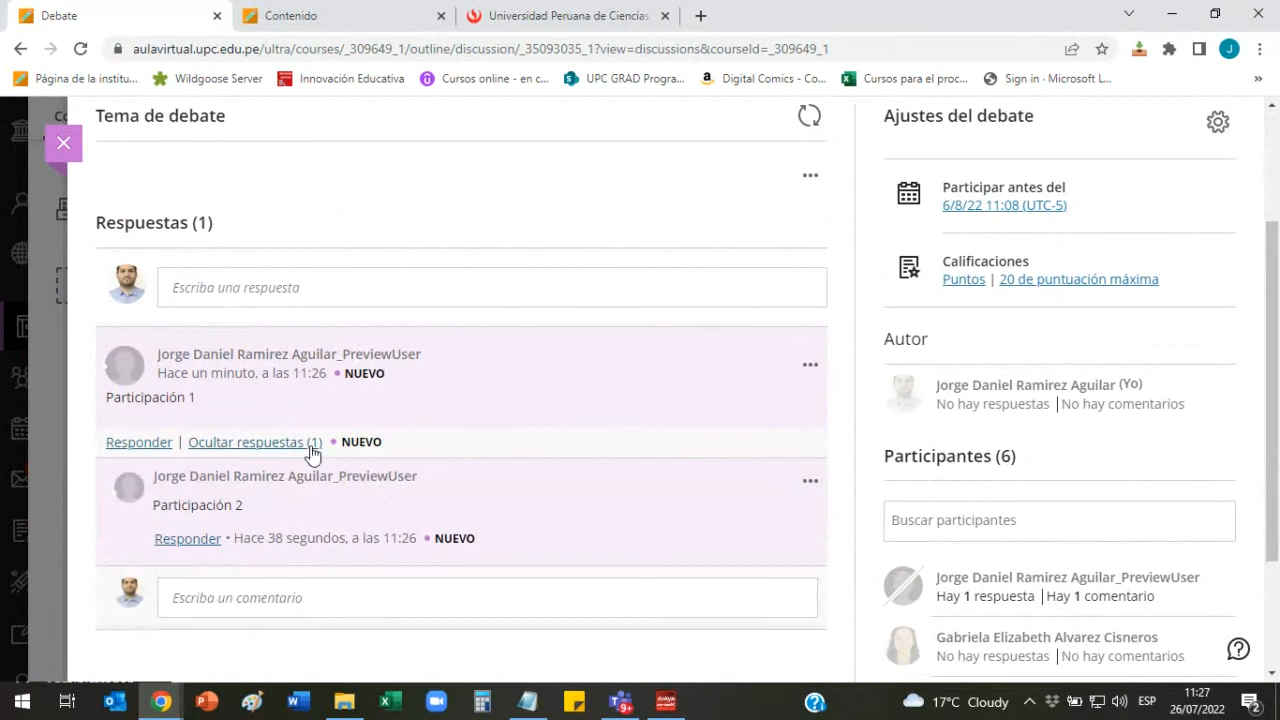 Debate
Contenido
Universidad Peruana de Ciencias
aulavirtual.upc.edu.pe/ultra/courses/_309649_1/outline/discussion/_35093035_1?view=discussions&courseId=_309649_1
J
Página de la institu...
Wildgoose Server
Innovación Educativa
Cursos online - en c...
UPC GRAD Progra...
Digital Comics - Co...
Cursos para el proc...
Sign in - Microsoft L...
»
Tema de debate
Respuestas (1)
Escriba una respuesta
Jorge Daniel Ramirez Aguilar_PreviewUser
Hace un minuto, a las 11:26 • NUEVO
Participación 1
Responder | Ocultar respuestas (1) • NUEVO
Jorge Daniel Ramirez Aguilar_PreviewUser
Participación 2
Responder • Hace 38 segundos, a las 11:26 • NUEVO
Escriba un comentario
Ajustes del debate
Participar antes del
6/8/22 11:08 (UTC-5)
Calificaciones
Puntos | 20 de puntuación máxima
Autor
Jorge Daniel Ramirez Aguilar (Yo)
No hay respuestas | No hay comentarios
Participantes (6)
Buscar participantes
Jorge Daniel Ramirez Aguilar_PreviewUser
Hay 1 respuesta | Hay 1 comentario
Gabriela Elizabeth Alvarez Cisneros
No hay respuestas | No hay comentarios
17°C Cloudy
ESP
11:27
26/07/2022